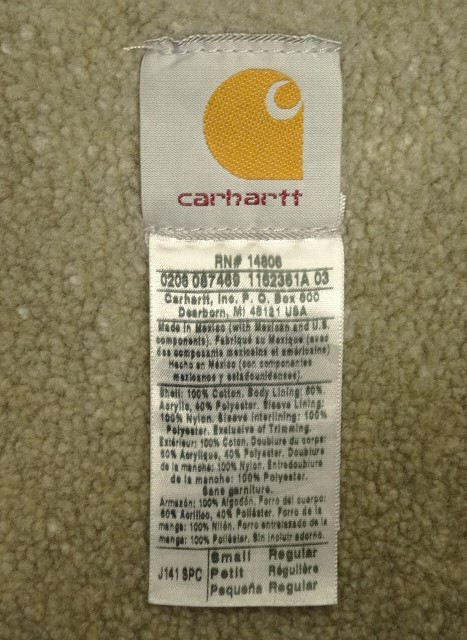 carhartt
RN# 14806
0206 087469 1162361A 03
Carhartt, Inc. P. O. Box 600
Dearborn, MI 48121 USA
Made in Mexico (with Mexican and U.S.
components). Fabriqué au Mexique (avec
des composants mexicains et américains)
Hecho en México (con componentes
mexicanos y estadounidenses).
Shell: 100% Cotton. Body Lining: 60%
Acrylic, 40% Polyester. Sleeve Lining:
100% Nylon. Sleeve Interlining: 100%
Polyester. Exclusive of Trimming.
Extérieur: 100% Coton. Doublure du corps:
60% Acrylique, 40% Polyester. Doublure
de la manche: 100% Nylon. Entredoubure
de la manche: 100% Polyester.
Sans garniture.
Armazón: 100% Algodón. Forro del cuerpo:
60% Acrílico, 40% Poliéster. Forro de la
manga: 100% Nilón. Forro entrelazado de la
manga: 100% Poliéster. Sin incluir adorno.
J141 SPC
Small Regular
Petit Régulière
Pequeña Regular